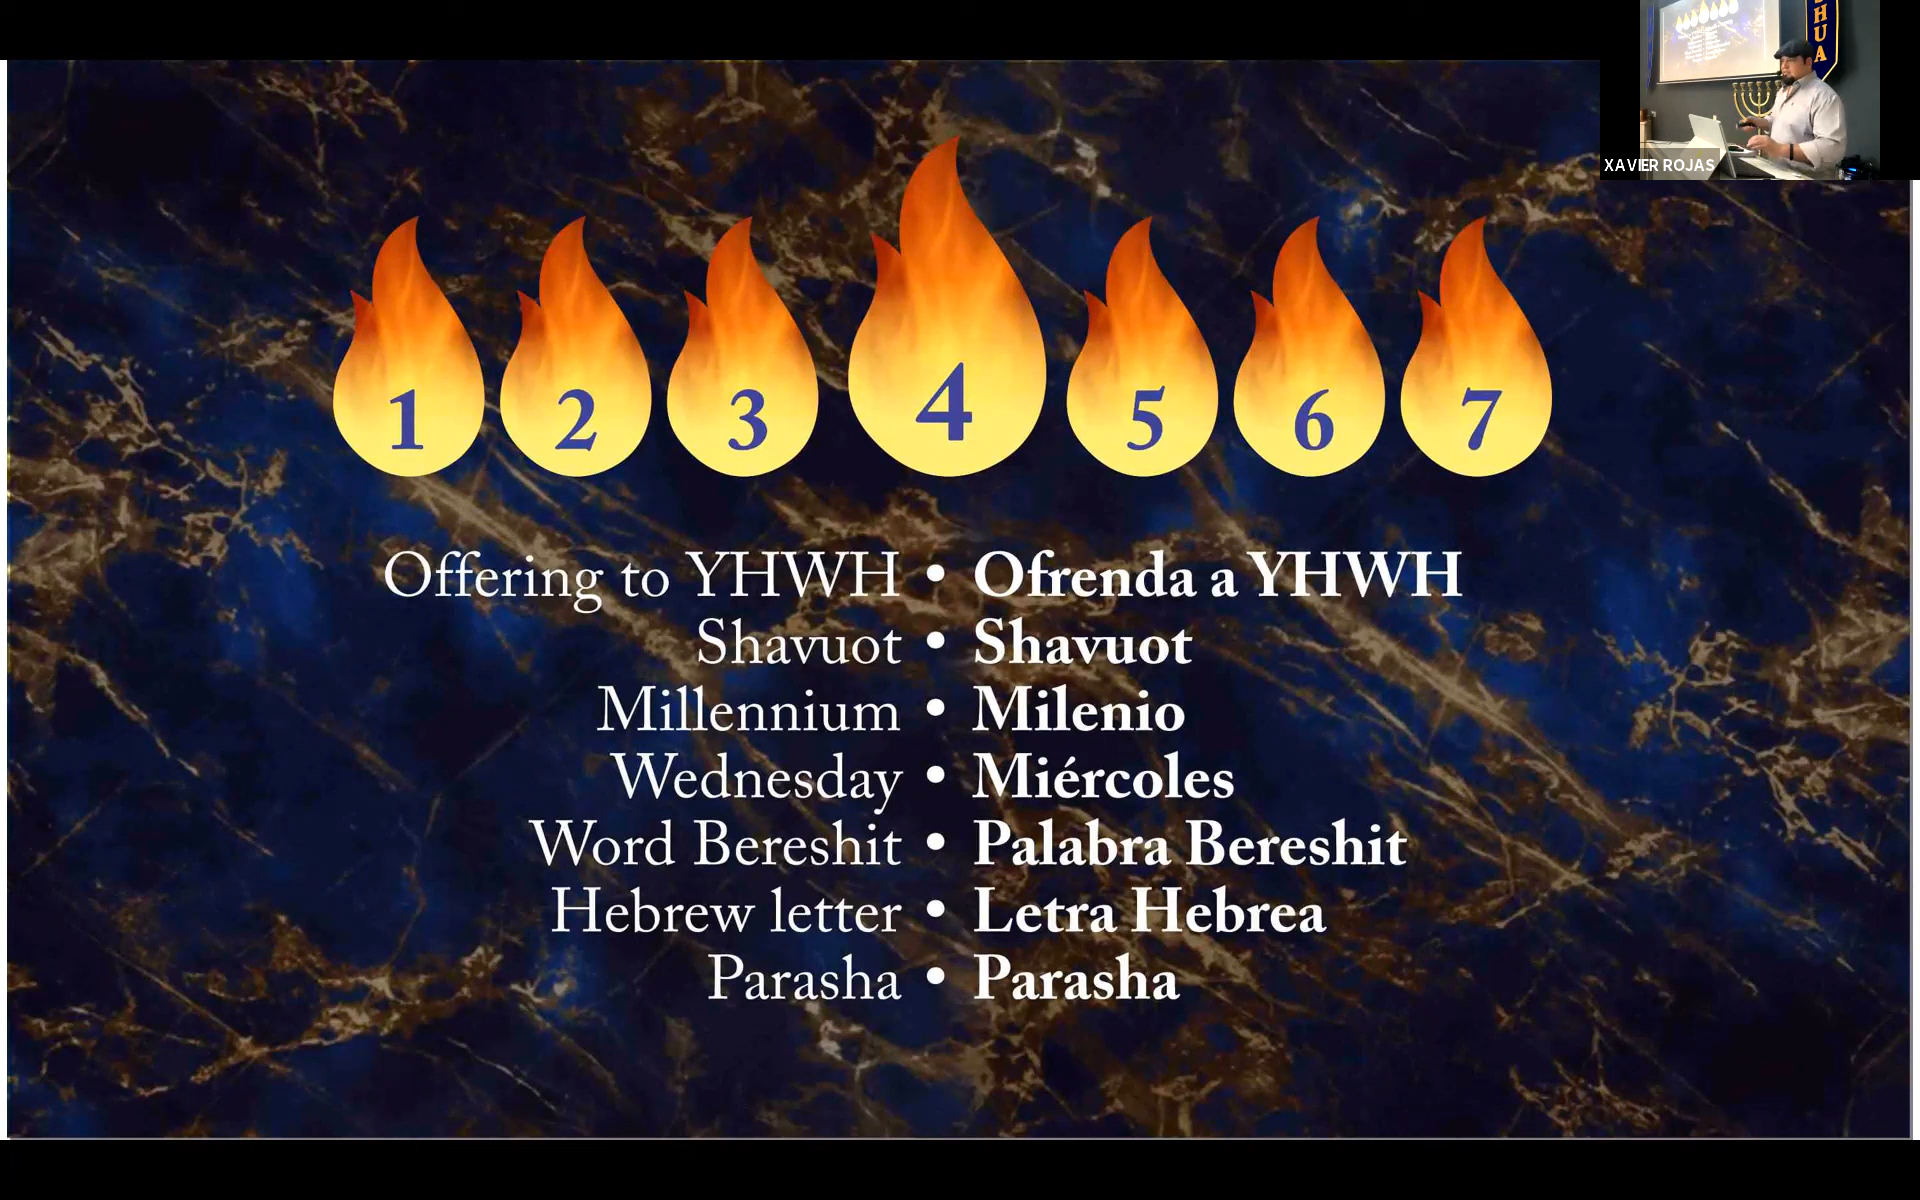 HUA
XAVIER ROJAS
1 2 3 4 5 6 7
Offering to YHWH • Ofrenda a YHWH
Shavuot • Shavuot
Millennium • Milenio
Wednesday • Miércoles
Word Bereshit • Palabra Bereshit
Hebrew letter • Letra Hebrea
Parasha • Parasha